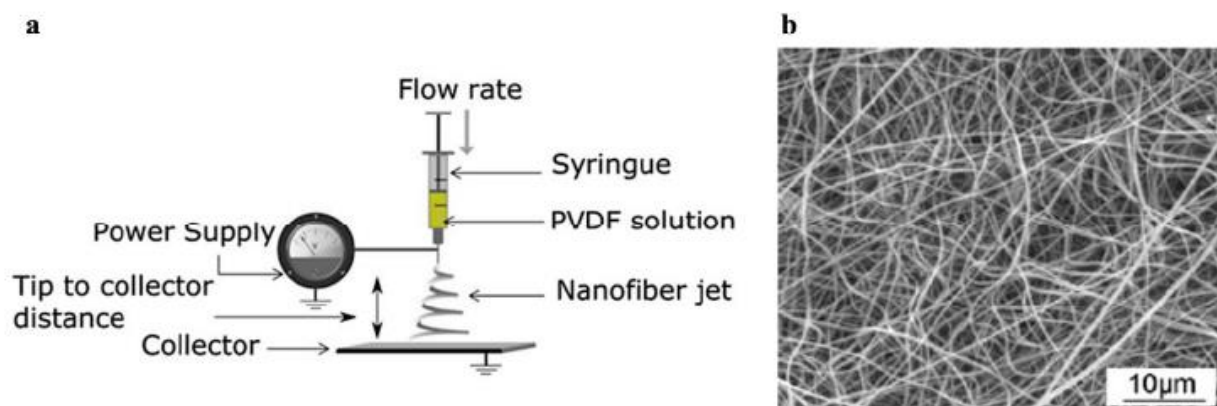 a
b
Flow rate
Syringue
PVDF solution
Power Supply
Nanofiber jet
Tip to collector
distance
Collector
10μm